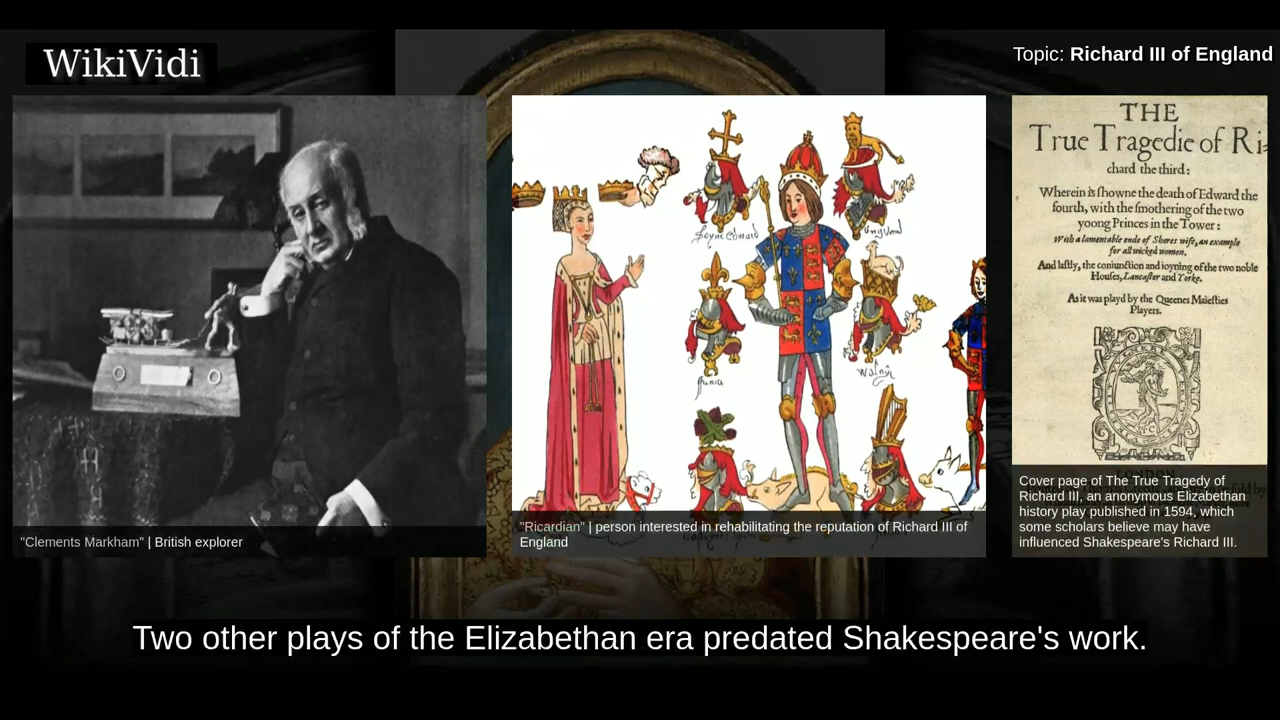 WikiVidi
Topic: Richard III of England
THE
True Tragedie of Ri=
chard the third:
Wherein is ſhowne the death of Edward the
fourth, with the ſmothering of the two
yoong Princes in the Tower:
With a lamentable ende of Shores wife, an example
for all wicked women.
And laſtly, the coniunction and ioyning of the two noble
Houſes, Lancaſter and Yorke.
As it was playd by the Queenes Maieſties
Players.
LONDON
"Clements Markham" | British explorer
"Ricardian" | person interested in rehabilitating the reputation of Richard III of
England
Cover page of The True Tragedy of
Richard III, an anonymous Elizabethan
history play published in 1594, which
some scholars believe may have
influenced Shakespeare's Richard III.
Two other plays of the Elizabethan era predated Shakespeare's work.